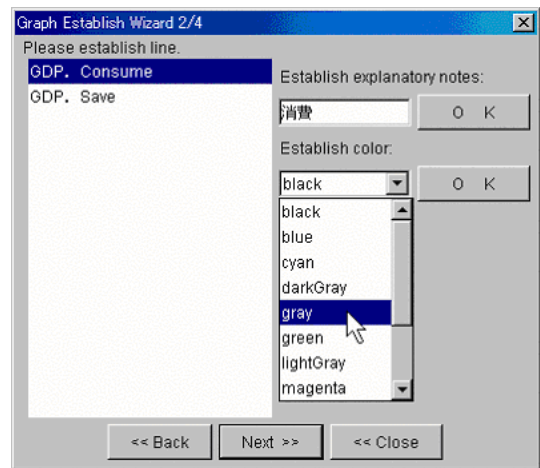 Graph Establish Wizard 2/4
Please establish line.
GDP. Consume
GDP. Save
Establish explanatory notes:
消費
O K
Establish color:
black
O K
black
blue
cyan
darkGray
gray
green
lightGray
magenta
<< Back
Next >>
<< Close